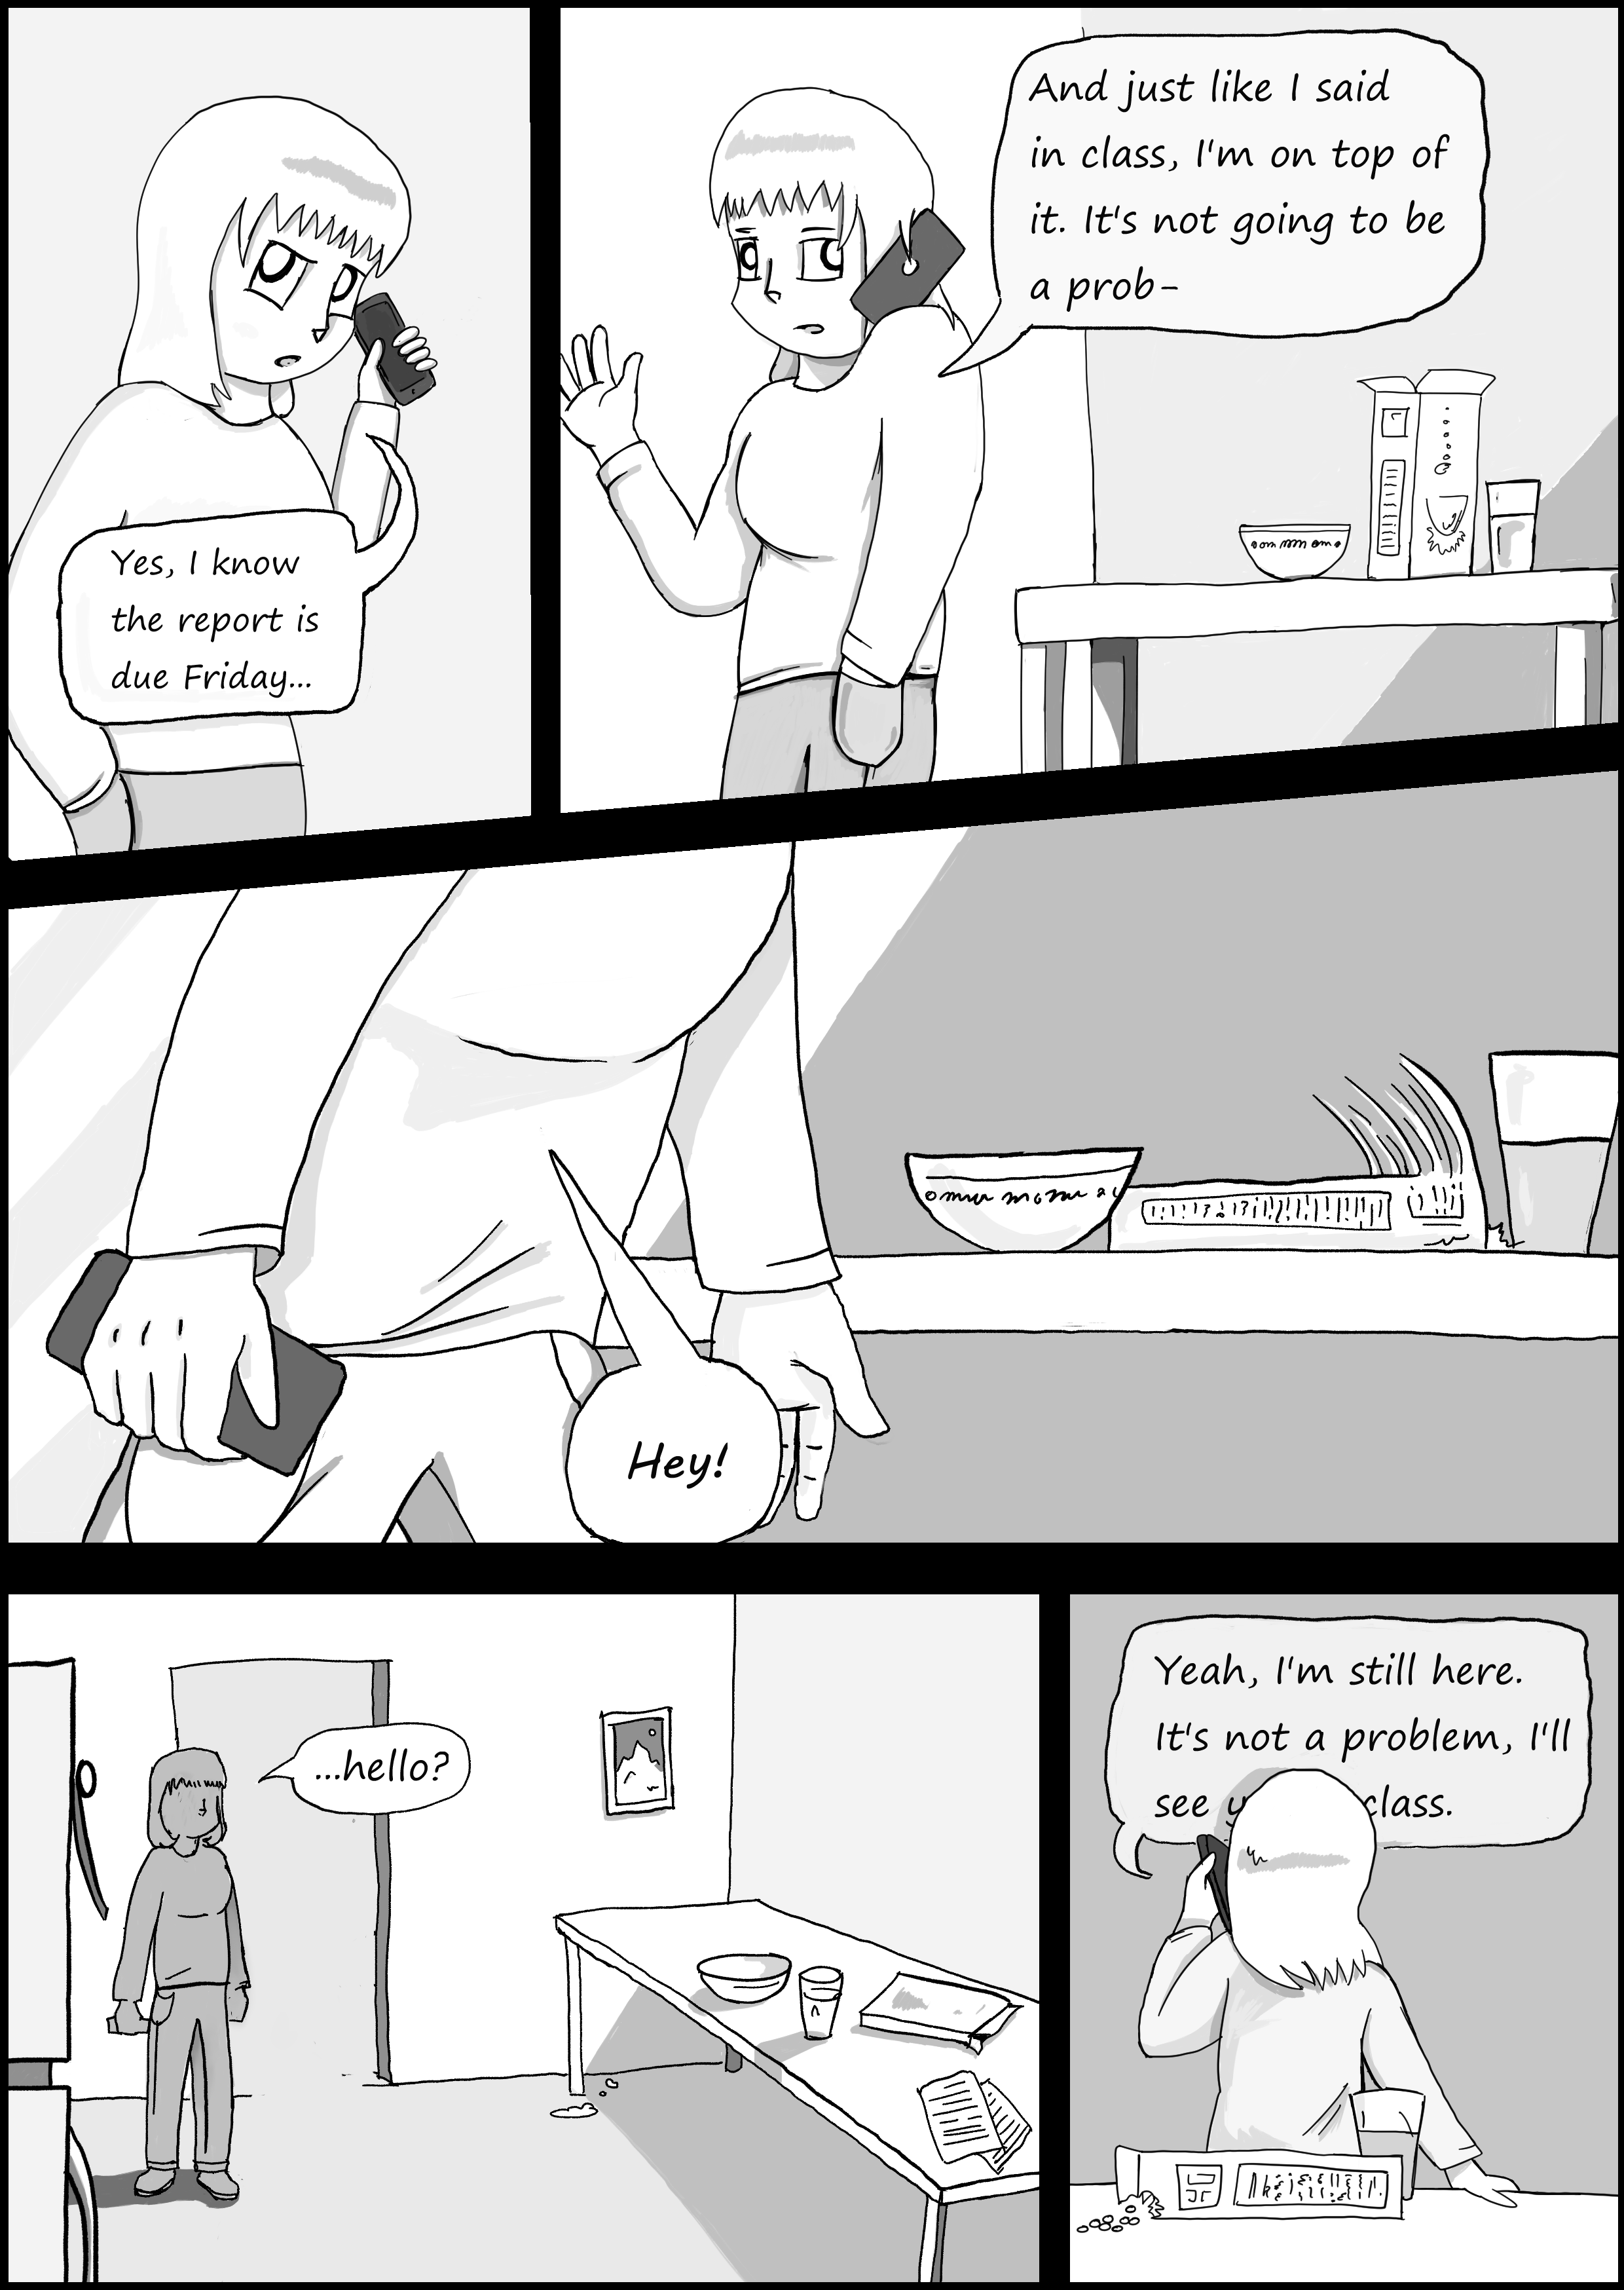 Yes, I know
the report is
due Friday...
And just like I said
in class, I'm on top of
it. It's not going to be
a prob-
Hey!
...hello?
Yeah, I'm still here.
It's not a problem, I'll
see class.